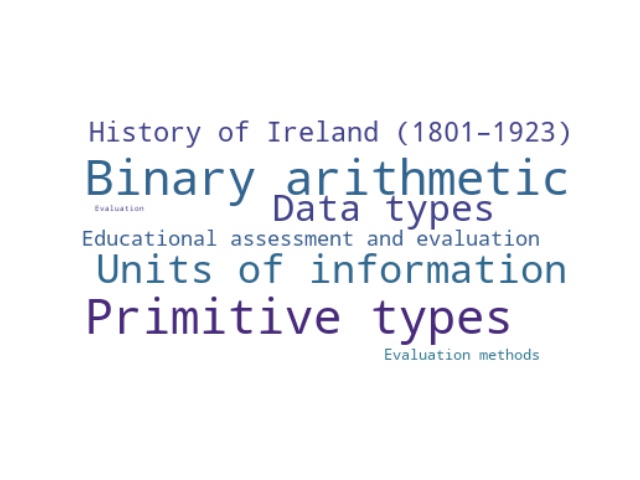 History of Ireland (1801–1923)
Binary arithmetic
Evaluation
Data types
Educational assessment and evaluation
Units of information
Primitive types
Evaluation methods